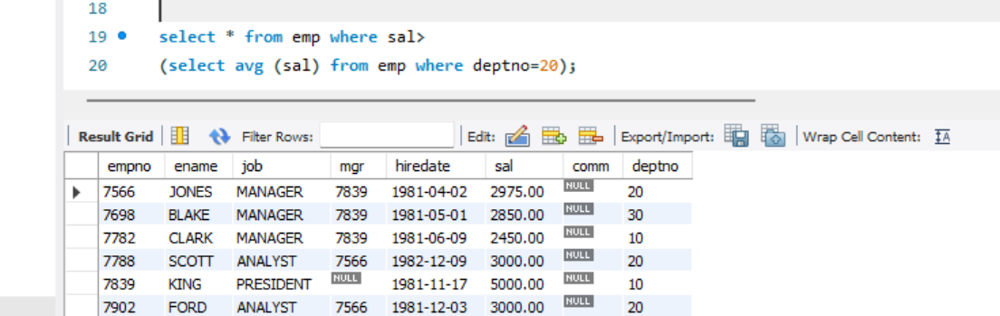 18
19 select * from emp where sal>
20 (select avg (sal) from emp where deptno=20);
Result Grid Filter Rows: Edit: Export/Import: Wrap Cell Content:
empno ename job mgr hiredate sal comm deptno
7566 JONES MANAGER 7839 1981-04-02 2975.00 NULL 20
7698 BLAKE MANAGER 7839 1981-05-01 2850.00 NULL 30
7782 CLARK MANAGER 7839 1981-06-09 2450.00 NULL 10
7788 SCOTT ANALYST 7566 1982-12-09 3000.00 NULL 20
7839 KING PRESIDENT NULL 1981-11-17 5000.00 NULL 10
7902 FORD ANALYST 7566 1981-12-03 3000.00 NULL 20